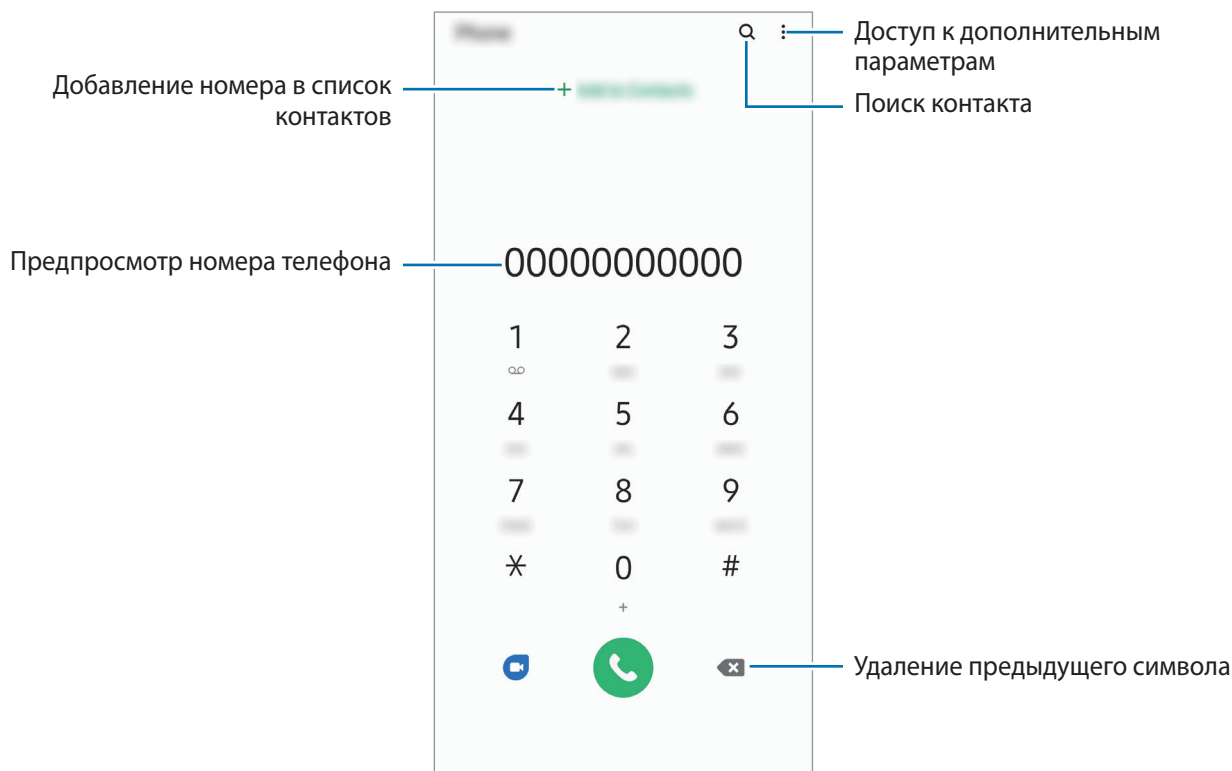 Доступ к дополнительным
параметрам
Добавление номера в список
контактов
+
Поиск контакта
Предпросмотр номера телефона
00000000000
1 2 3
4 5 6
7 8 9
* 0 #
+
Удаление предыдущего символа